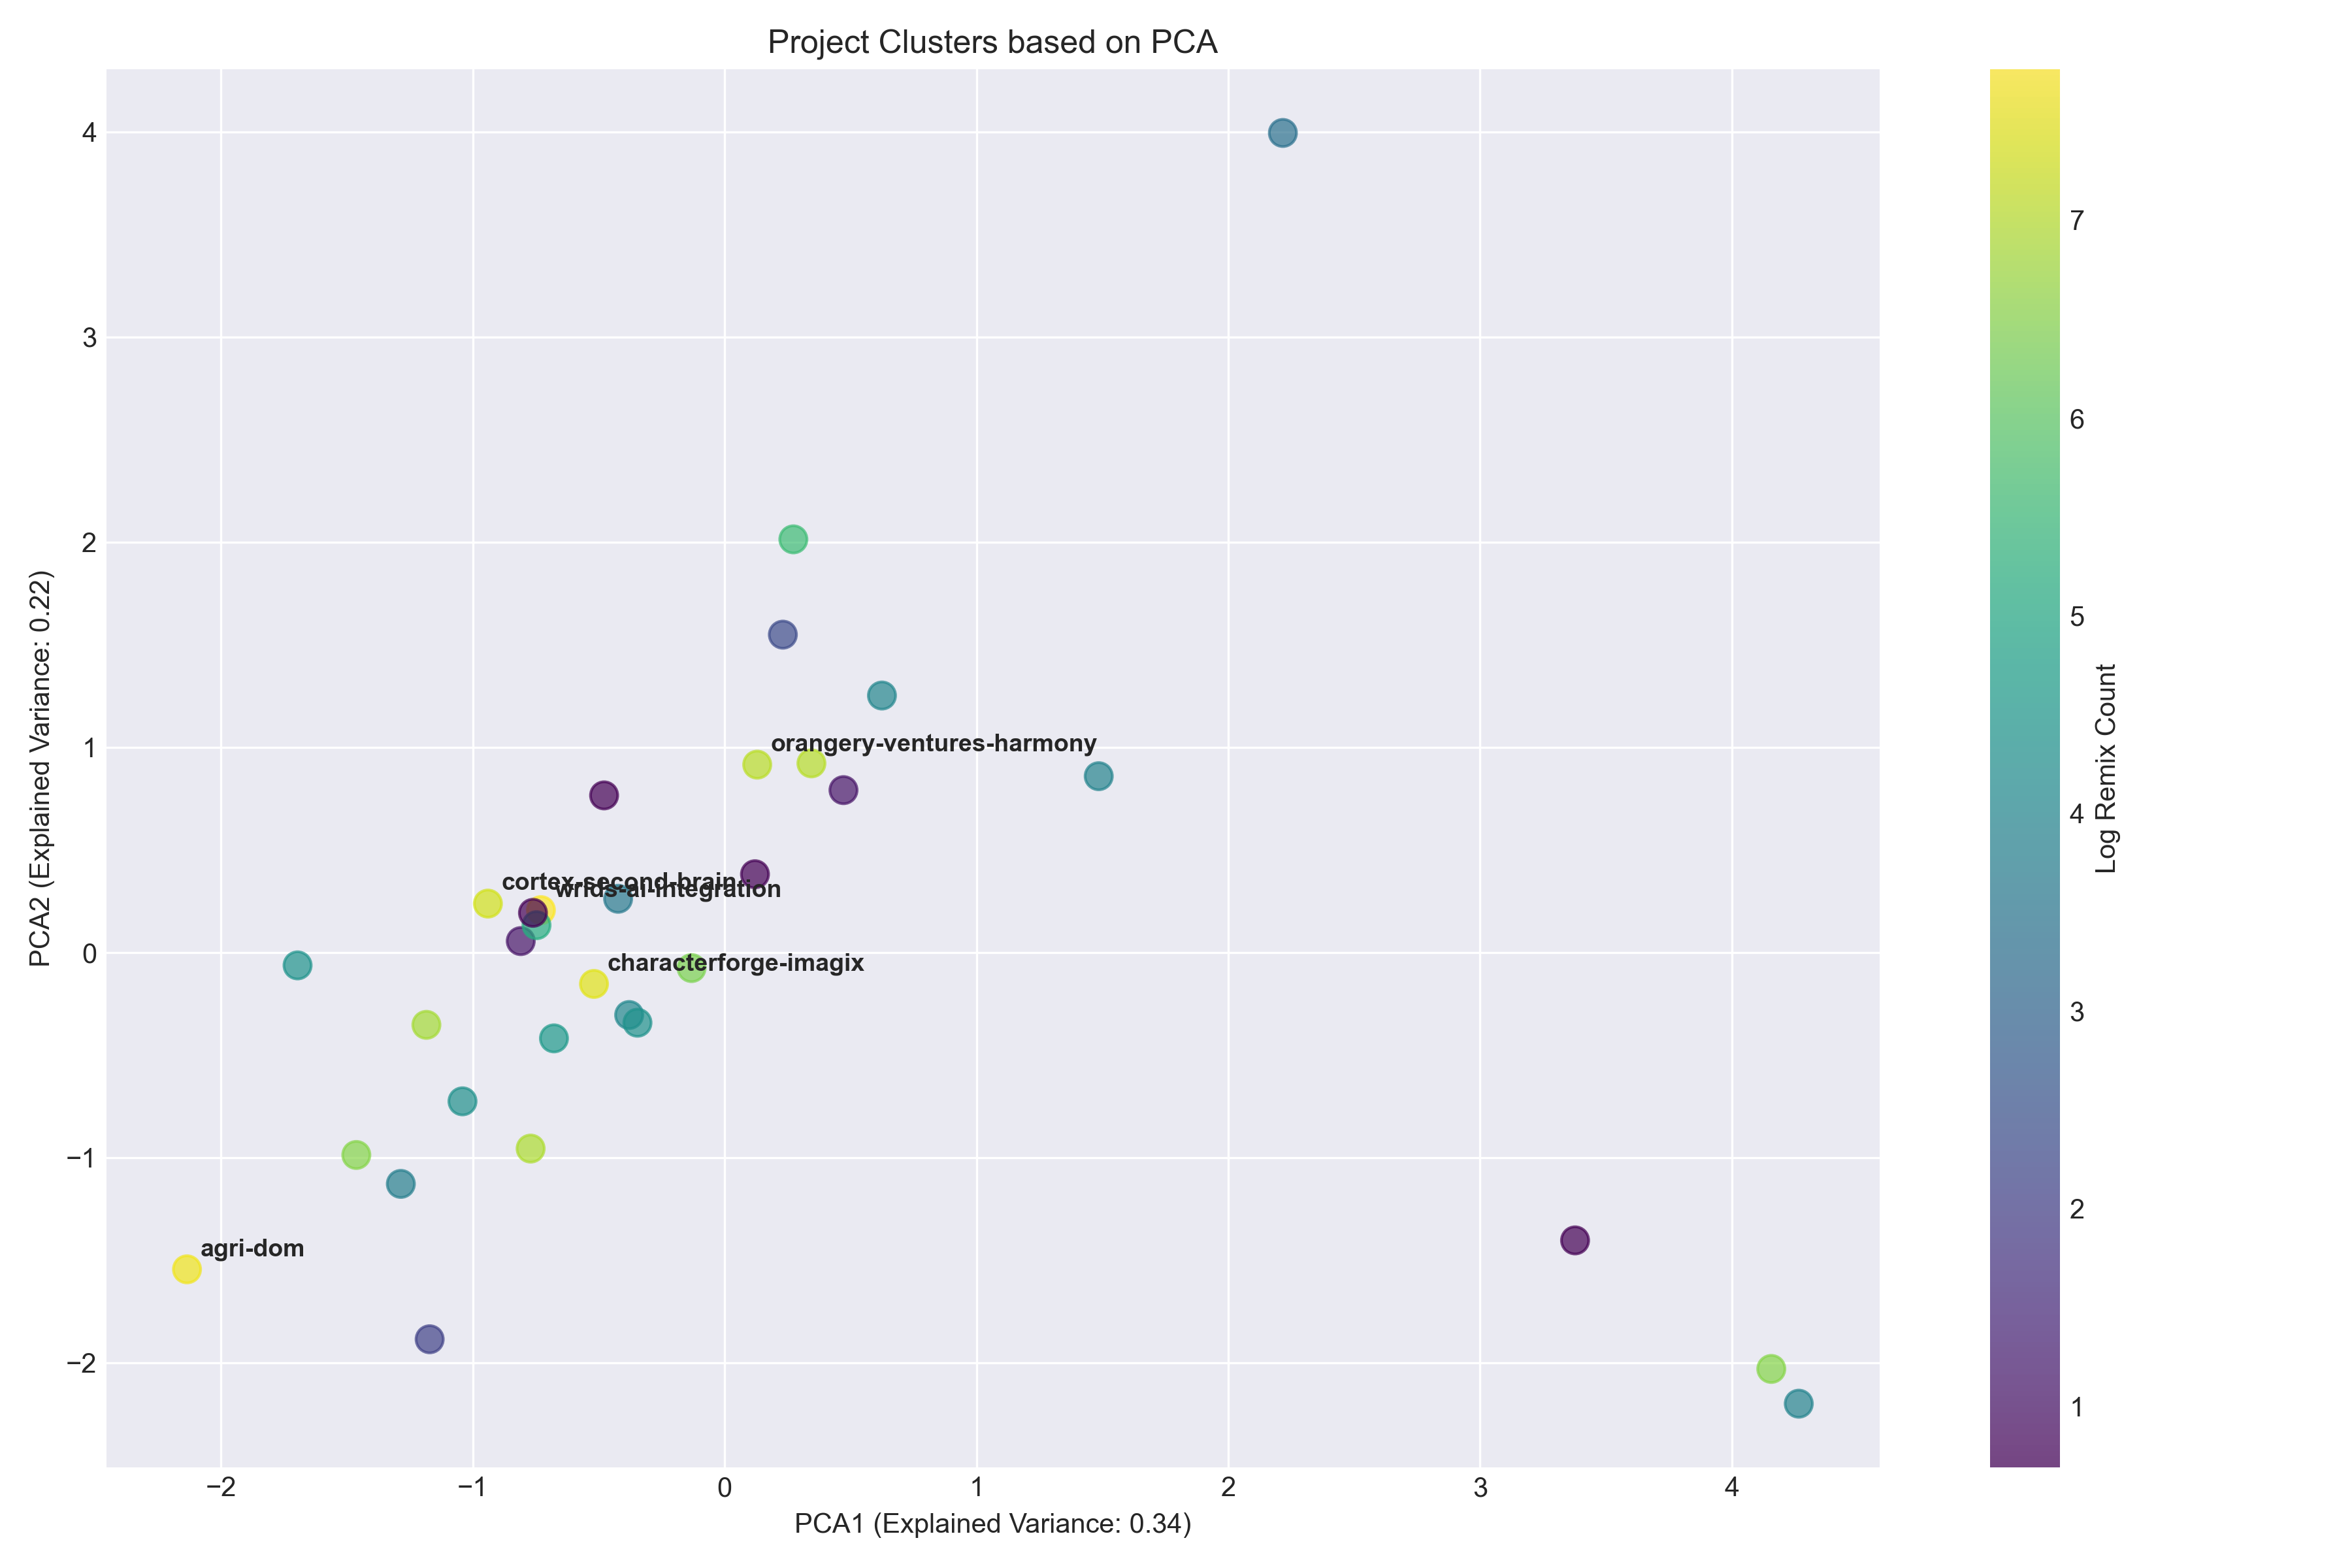 Project Clusters based on PCA
4
3
2
1
0
−1
−2
PCA2 (Explained Variance: 0.22)
orangery-ventures-harmony
cortex-second-brain
wrlds-ai-integration
characterforge-imagix
agri-dom
−2
−1
0
1
2
3
4
PCA1 (Explained Variance: 0.34)
7
6
5
4
3
2
1
Log Remix Count